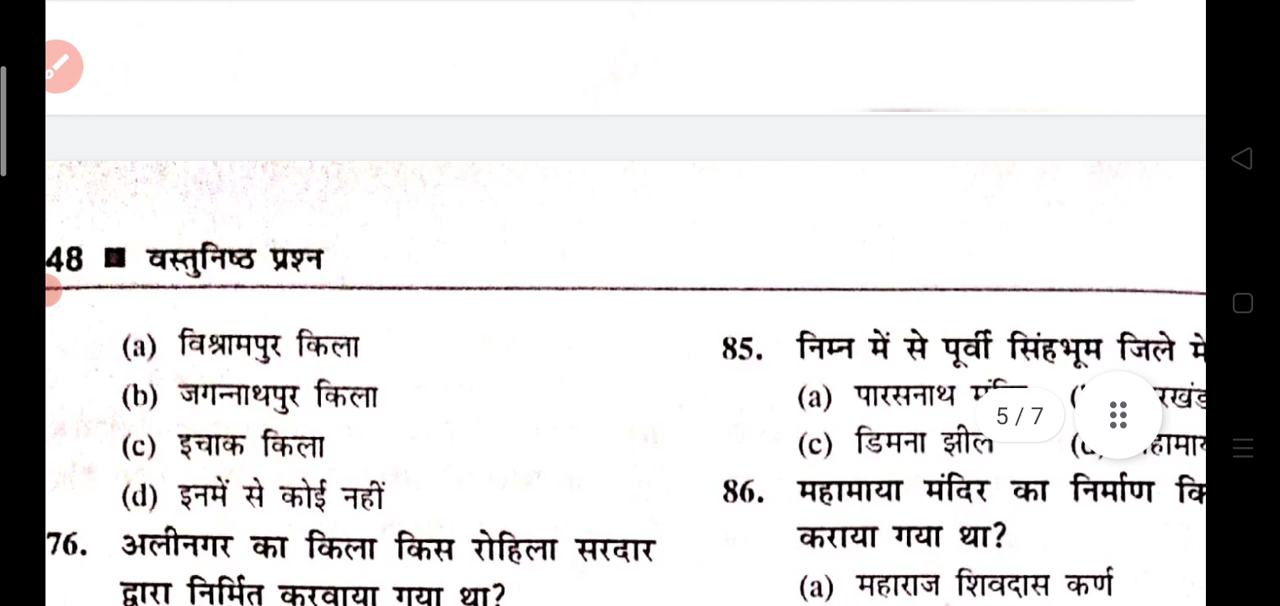 48 ■ वस्तुनिष्ठ प्रश्न
(a) विश्रामपुर किला
(b) जगन्नाथपुर किला
(c) इचाक किला
(d) इनमें से कोई नहीं
76. अलीनगर का किला किस रोहिला सरदार
द्वारा निर्मित करवाया गया था?
85. निम्न में से पूर्वी सिंहभूम जिले में
(a) पारसनाथ
(c) डिमना झील
86. महामाया मंदिर का निर्माण
कराया गया था?
(a) महाराज शिवदास कर्ण
5 / 7